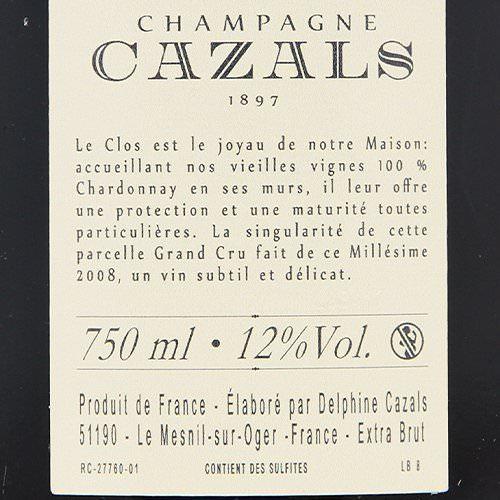 CHAMPAGNE
CAZALS
1897
Le Clos est le joyau de notre Maison:
accueillant nos vieilles vignes 100 %
Chardonnay en ses murs, il leur offre
une protection et une maturité toutes
particulières. La singularité de cette
parcelle Grand Cru fait de ce Millésime
2008, un vin subtil et délicat.
750 ml • 12%Vol.
Produit de France - Élaboré par Delphine Cazals
51190 - Le Mesnil-sur-Oger -France - Extra Brut
RC-27760-01 CONTIENT DES SULFITES LB 8